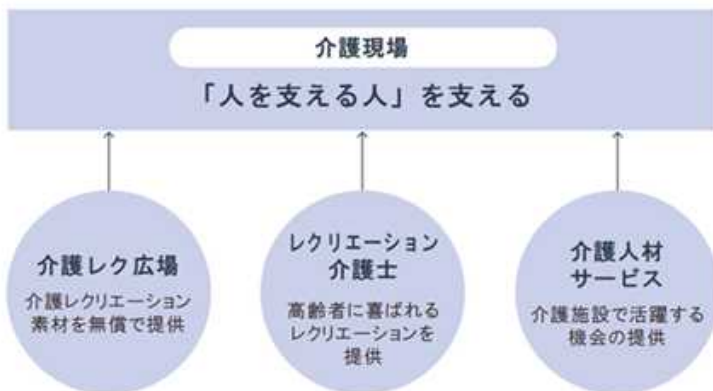 介護現場
「人を支える人」を支える
介護レク広場
介護レクリエーション
素材を無償で提供
レクリエーション
介護士
高齢者に喜ばれる
レクリエーションを
提供
介護人材
サービス
介護施設で活躍する
機会の提供